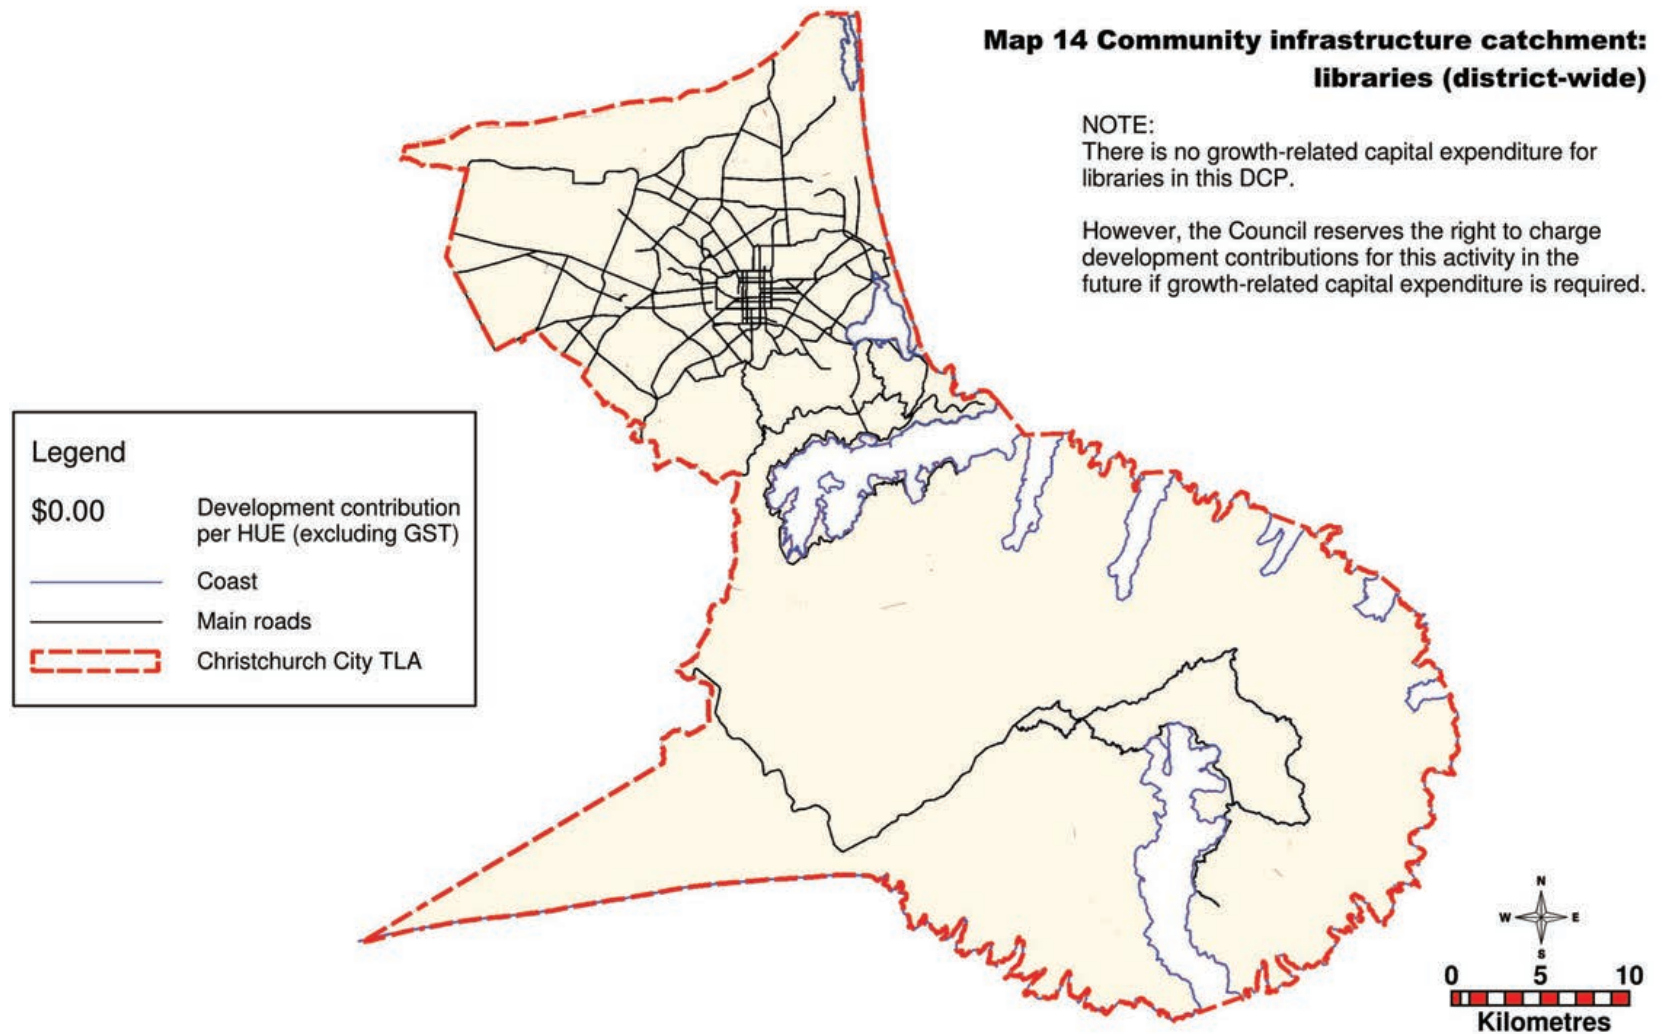 Map 14 Community infrastructure catchment:
libraries (district-wide)
NOTE:
There is no growth-related capital expenditure for
libraries in this DCP.
However, the Council reserves the right to charge
development contributions for this activity in the
future if growth-related capital expenditure is required.
Legend
$0.00 Development contribution
per HUE (excluding GST)
Coast
Main roads
Christchurch City TLA
N
W E
S
0 5 10
Kilometres